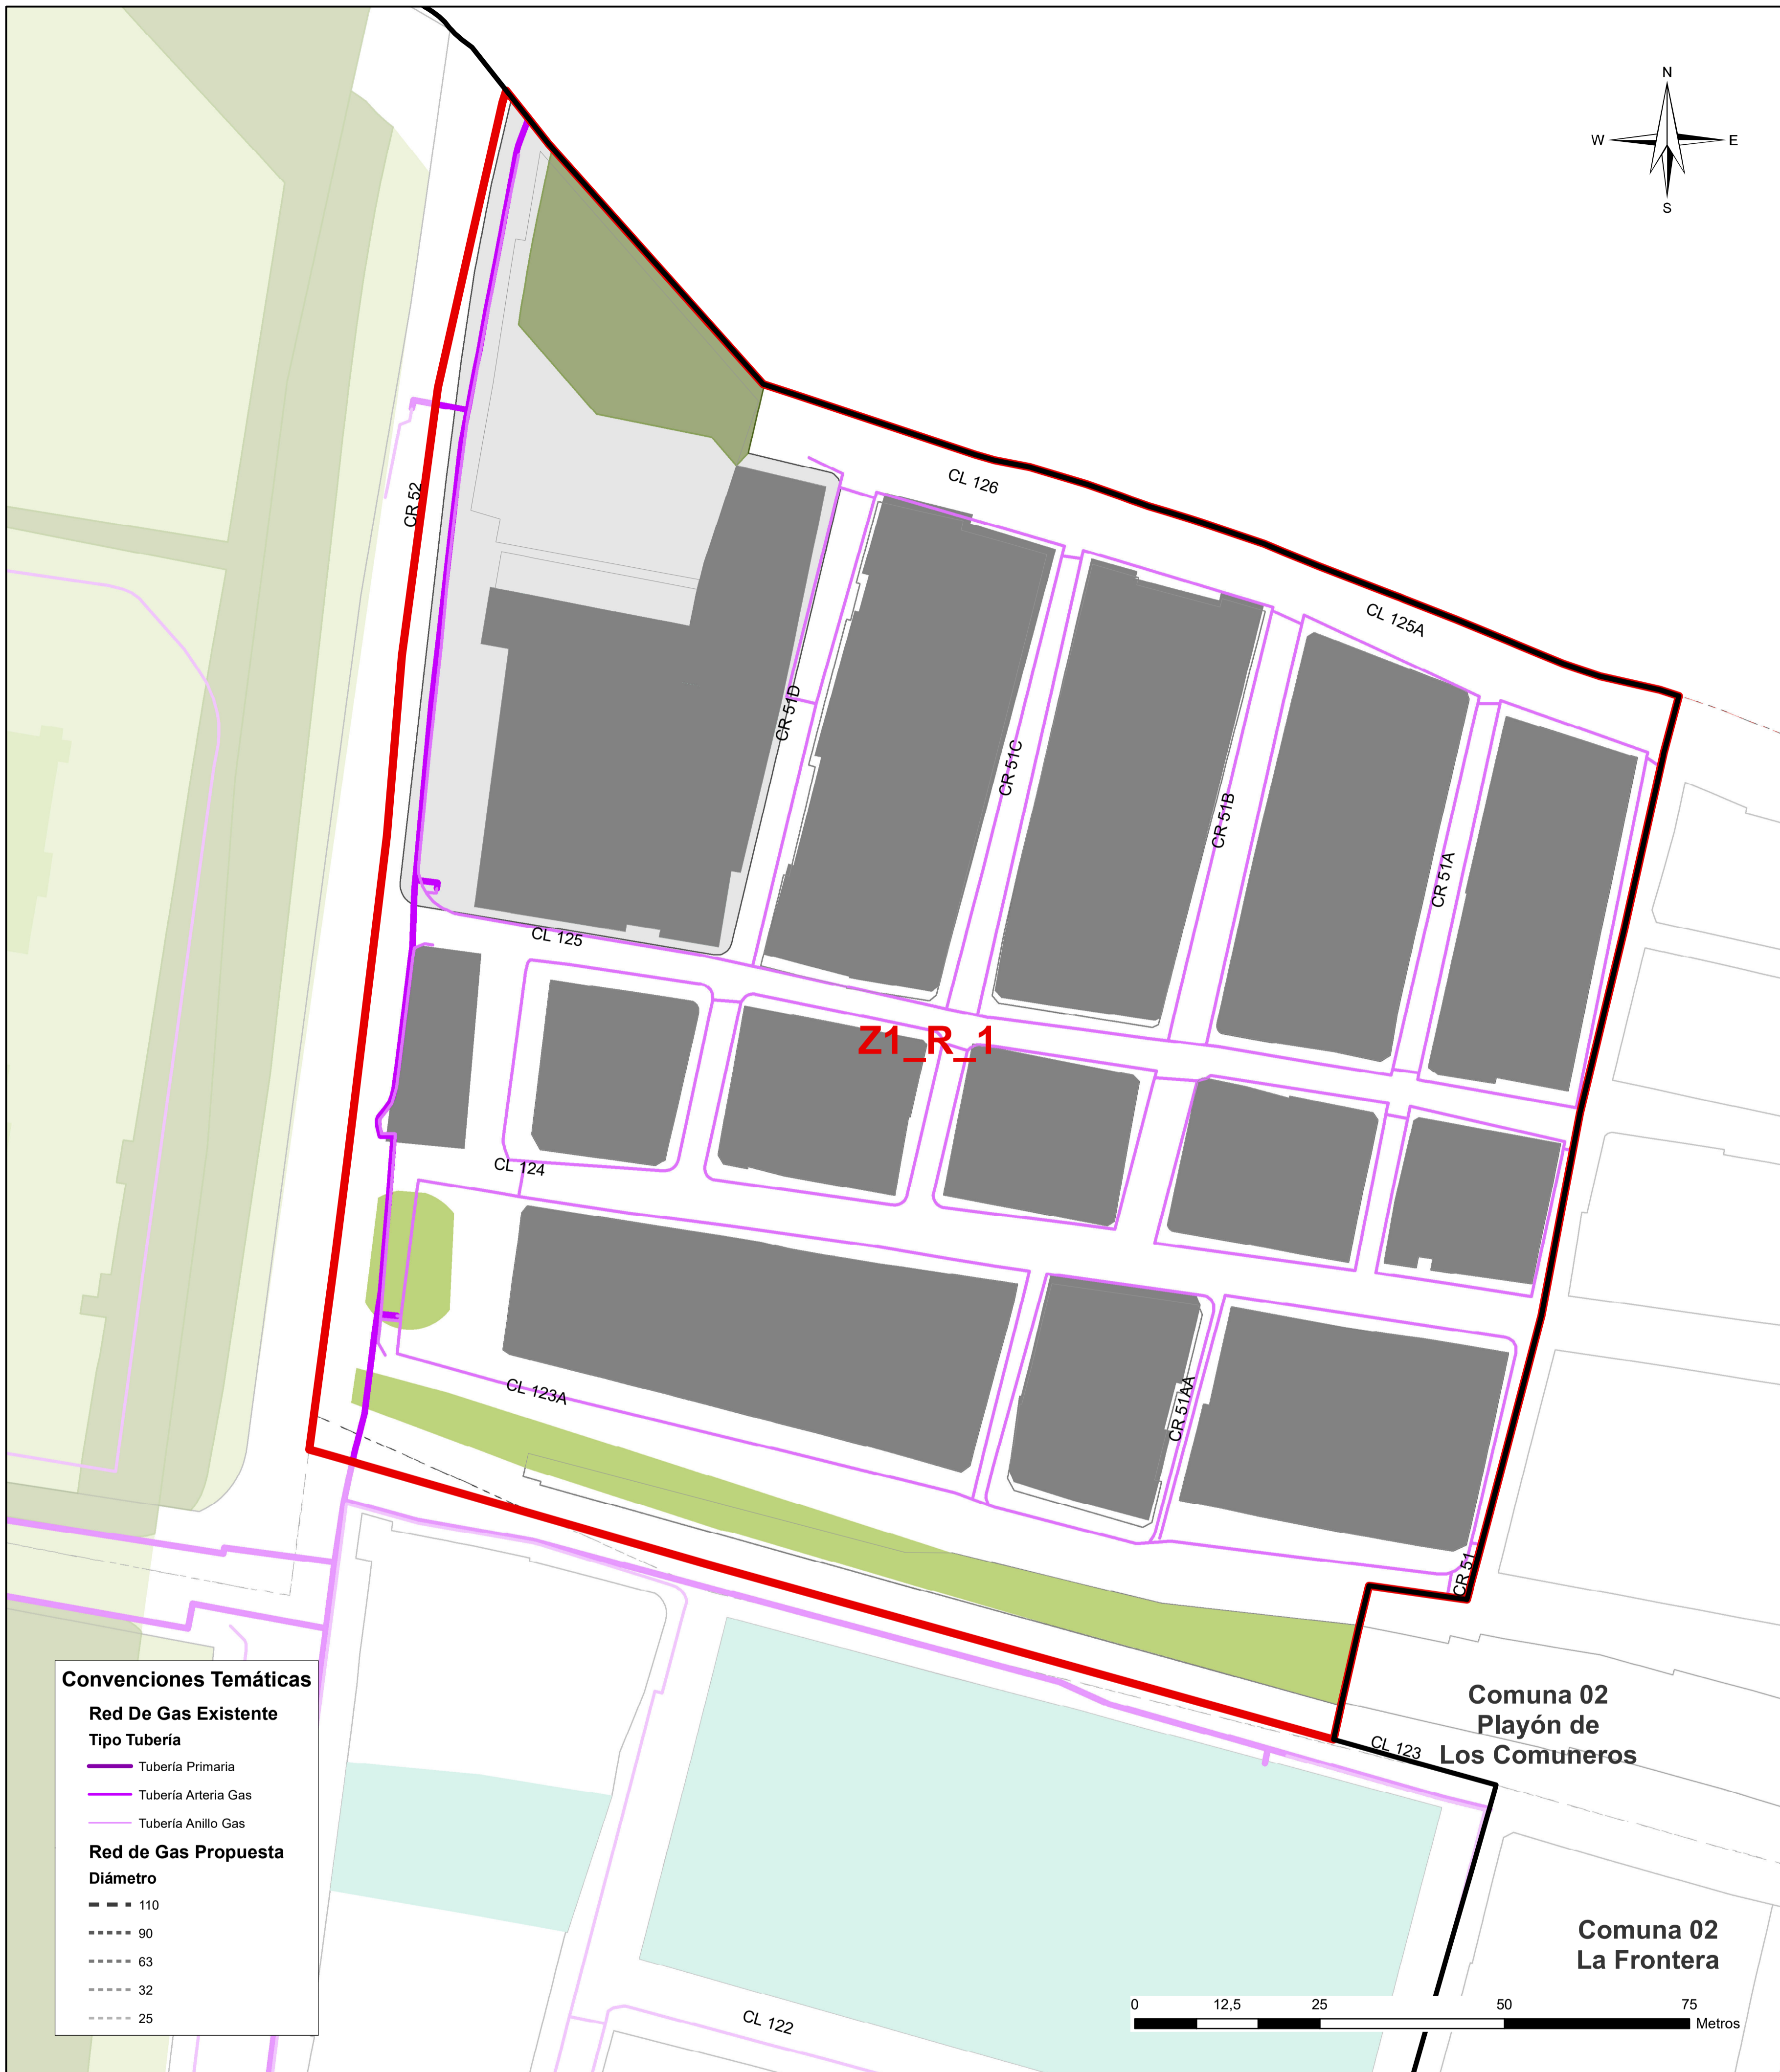 N
W
E
S
CL 126
CR 52
CL 125A
CR 51D
CR 51C
CR 51B
CR 51A
CL 125
Z1_R_1
CL 124
CL 123A
CR 51AA
CR 51
Convenciones Temáticas
Red De Gas Existente
Tipo Tubería
Tubería Primaria
Tubería Arteria Gas
Tubería Anillo Gas
Red de Gas Propuesta
Diámetro
110
90
63
32
25
Comuna 02
Playón de
Los Comuneros
CL 123
Comuna 02
La Frontera
CL 122
0 12,5 25 50 75
Metros